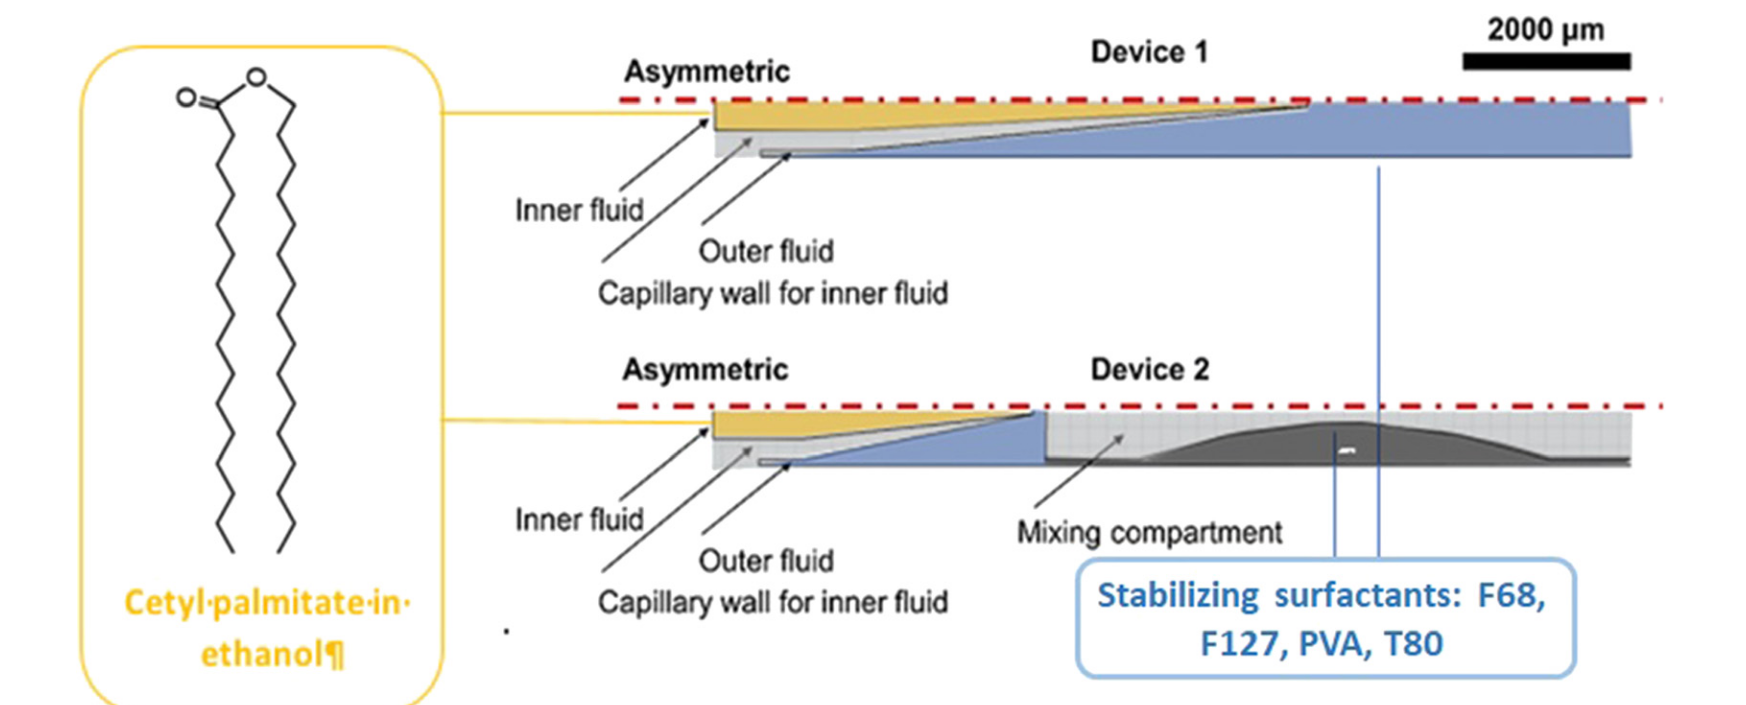 2000 µm
Device 1
Asymmetric
Inner fluid
Outer fluid
Capillary wall for inner fluid
Asymmetric
Device 2
Inner fluid
Outer fluid
Capillary wall for inner fluid
Mixing compartment
O
O
Cetyl·palmitate·in·
ethanol¶
Stabilizing surfactants: F68,
F127, PVA, T80